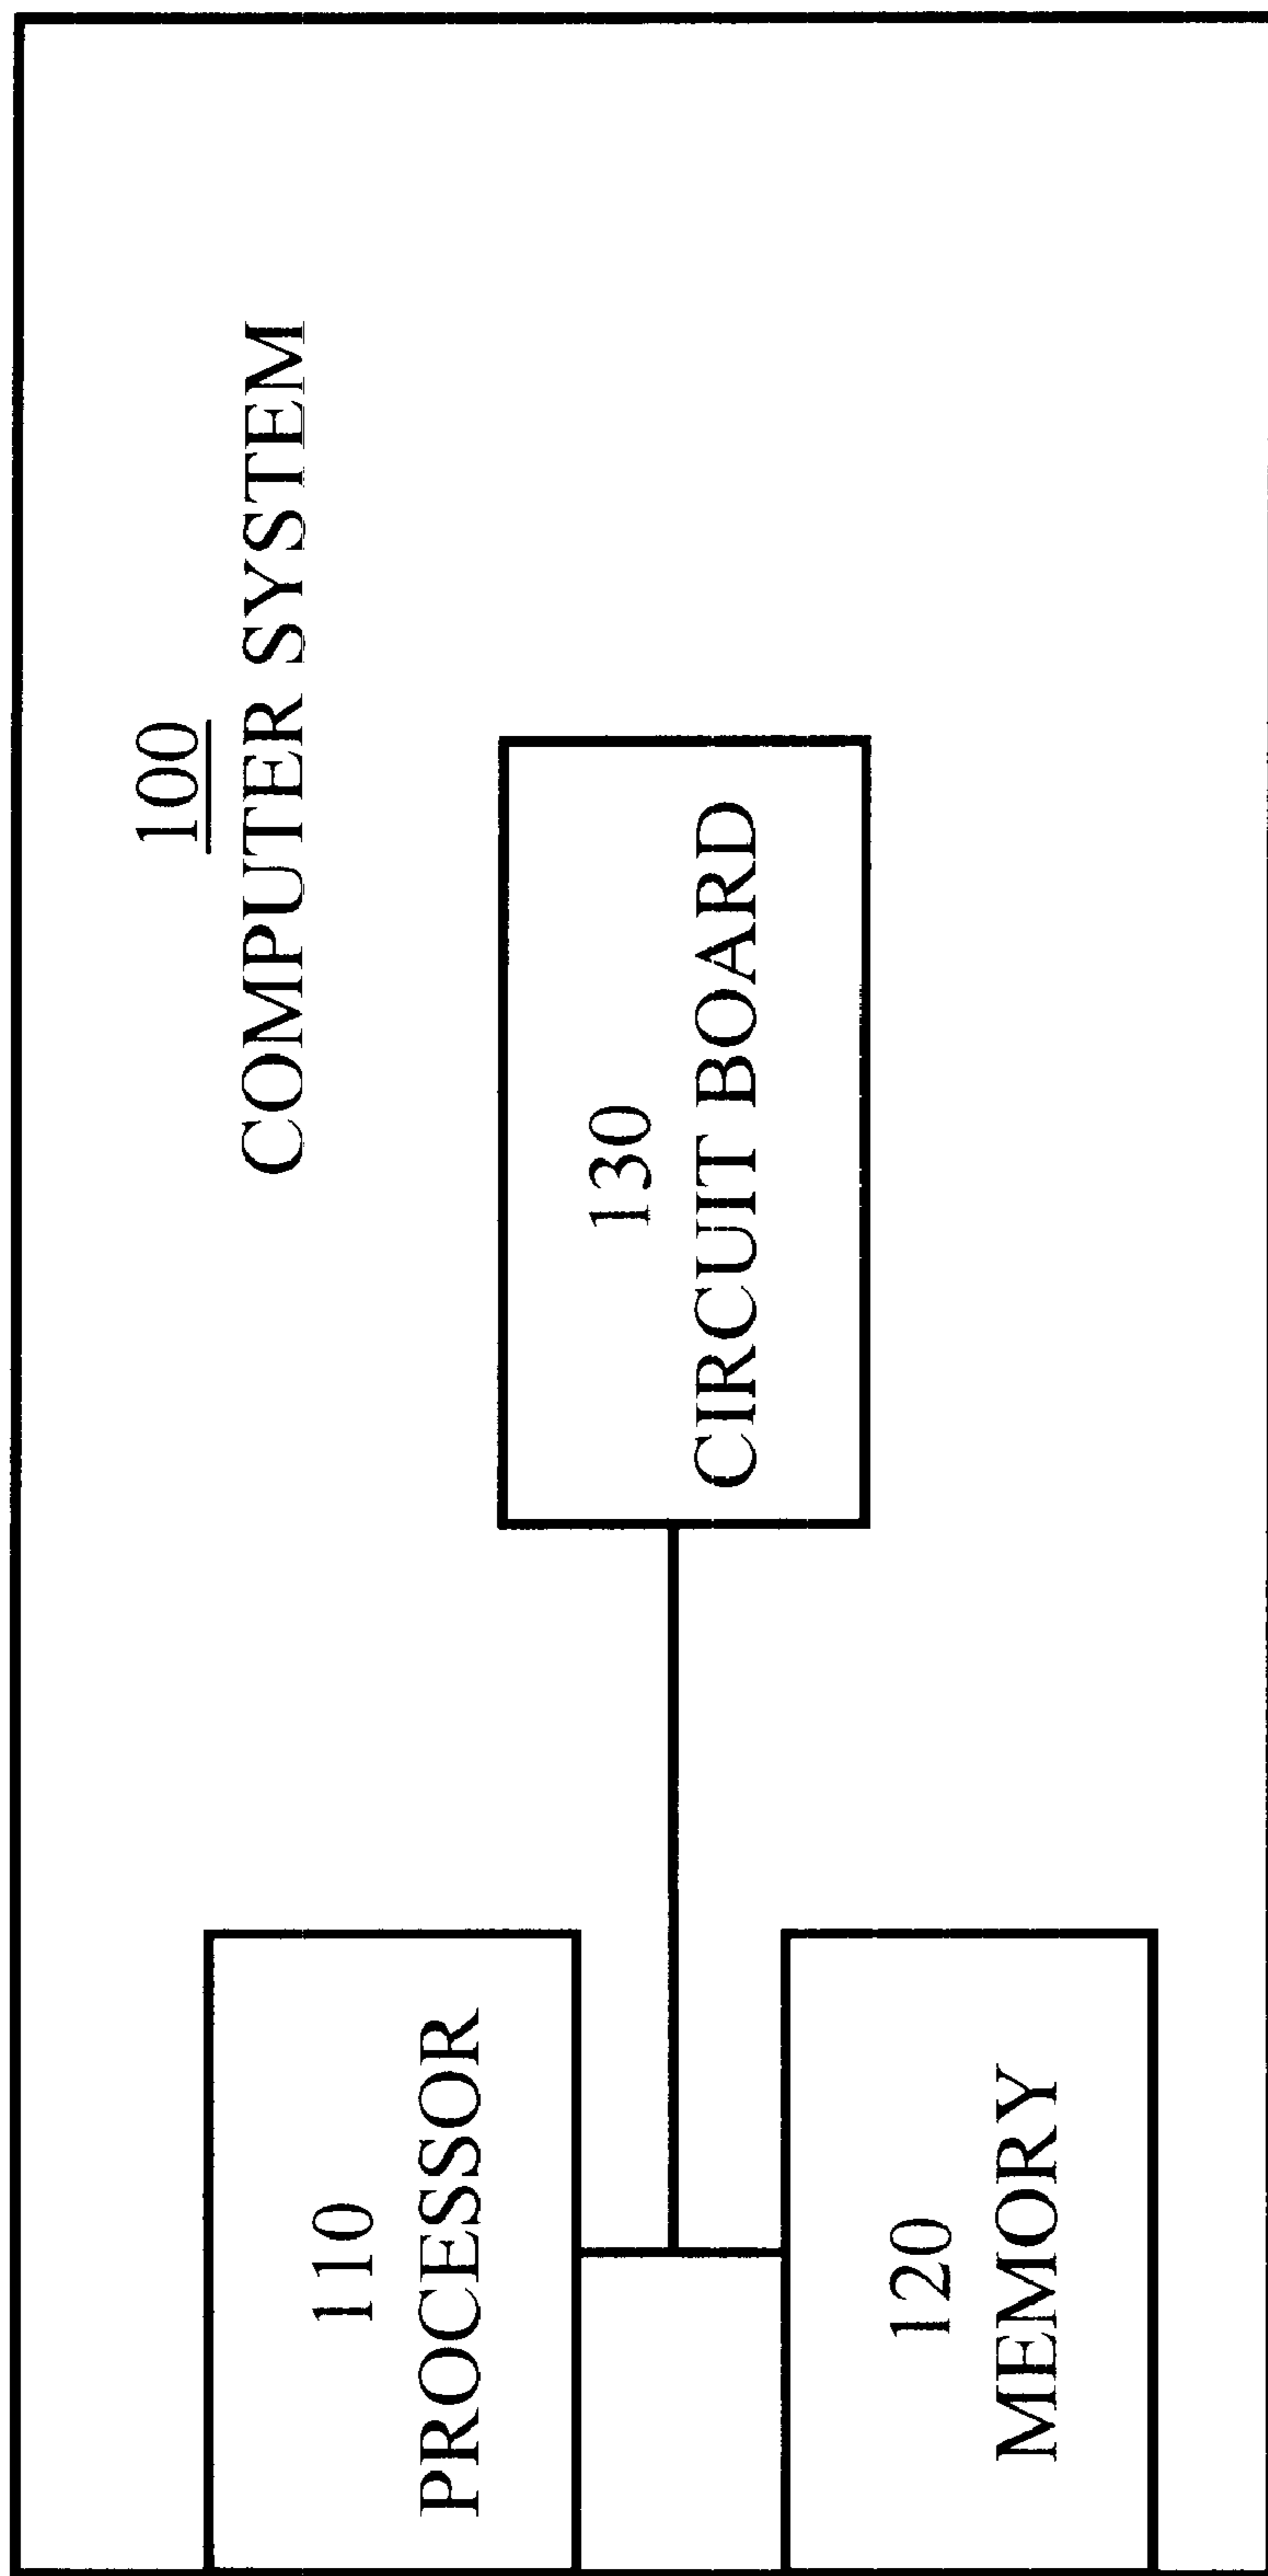 100
COMPUTER SYSTEM
110
PROCESSOR
130
CIRCUIT BOARD
120
MEMORY